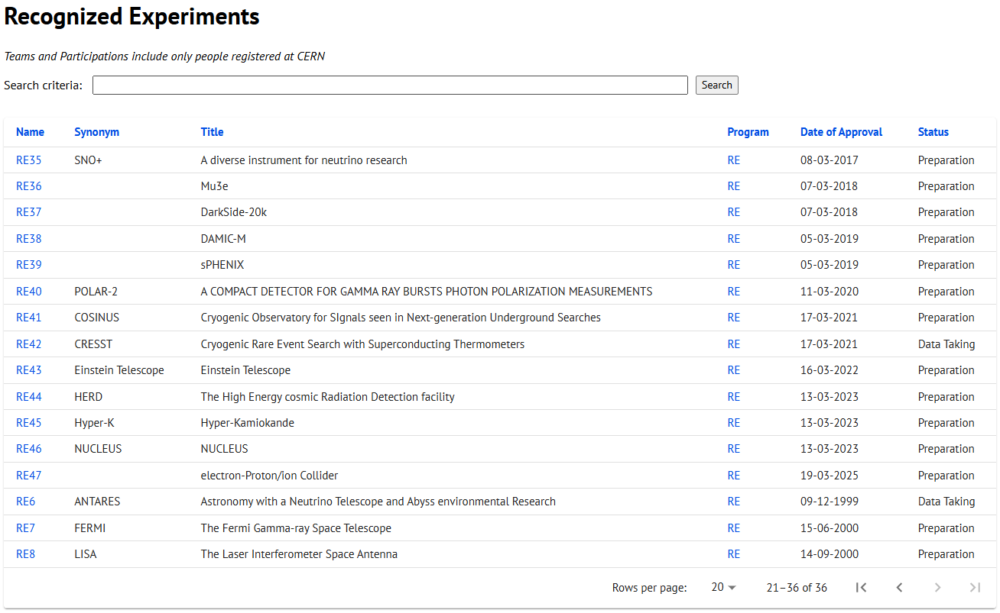 Recognized Experiments
Teams and Participations include only people registered at CERN
Search criteria: Search
Name Synonym Title Program Date of Approval Status
RE35 SNO+ A diverse instrument for neutrino research RE 08-03-2017 Preparation
RE36 Mu3e RE 07-03-2018 Preparation
RE37 DarkSide-20k RE 07-03-2018 Preparation
RE38 DAMIC-M RE 05-03-2019 Preparation
RE39 sPHENIX RE 05-03-2019 Preparation
RE40 POLAR-2 A COMPACT DETECTOR FOR GAMMA RAY BURSTS PHOTON POLARIZATION MEASUREMENTS RE 11-03-2020 Preparation
RE41 COSINUS Cryogenic Observatory for SIgnals seen in Next-generation Underground Searches RE 17-03-2021 Preparation
RE42 CRESST Cryogenic Rare Event Search with Superconducting Thermometers RE 17-03-2021 Data Taking
RE43 Einstein Telescope Einstein Telescope RE 16-03-2022 Preparation
RE44 HERD The High Energy cosmic Radiation Detection facility RE 13-03-2023 Preparation
RE45 Hyper-K Hyper-Kamiokande RE 13-03-2023 Preparation
RE46 NUCLEUS NUCLEUS RE 13-03-2023 Preparation
RE47 electron-Proton/ion Collider RE 19-03-2025 Preparation
RE6 ANTARES Astronomy with a Neutrino Telescope and Abyss environmental Research RE 09-12-1999 Data Taking
RE7 FERMI The Fermi Gamma-ray Space Telescope RE 15-06-2000 Preparation
RE8 LISA The Laser Interferometer Space Antenna RE 14-09-2000 Preparation
Rows per page: 20 21–36 of 36